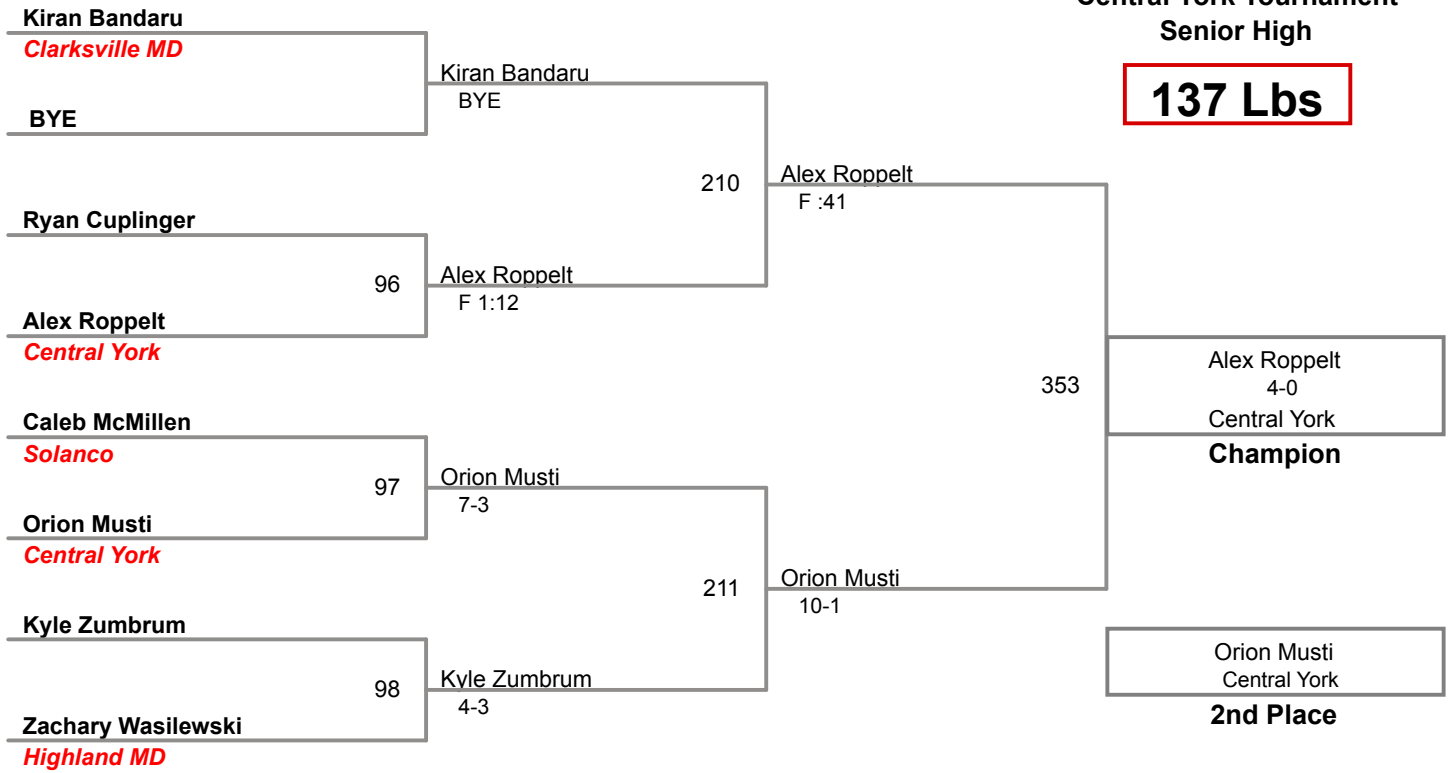 Central York Tournament
Senior High
137 Lbs
Kiran Bandaru
Clarksville MD
BYE
Ryan Cuplinger
Alex Roppelt
Central York
Caleb McMillen
Solanco
Orion Musti
Central York
Kyle Zumbrum
Zachary Wasilewski
Highland MD
96
97
98
Kiran Bandaru
BYE
Alex Roppelt
F 1:12
Orion Musti
7-3
Kyle Zumbrum
4-3
210
211
Alex Roppelt
F :41
Orion Musti
10-1
353
Alex Roppelt
4-0
Central York
Champion
Orion Musti
Central York
2nd Place